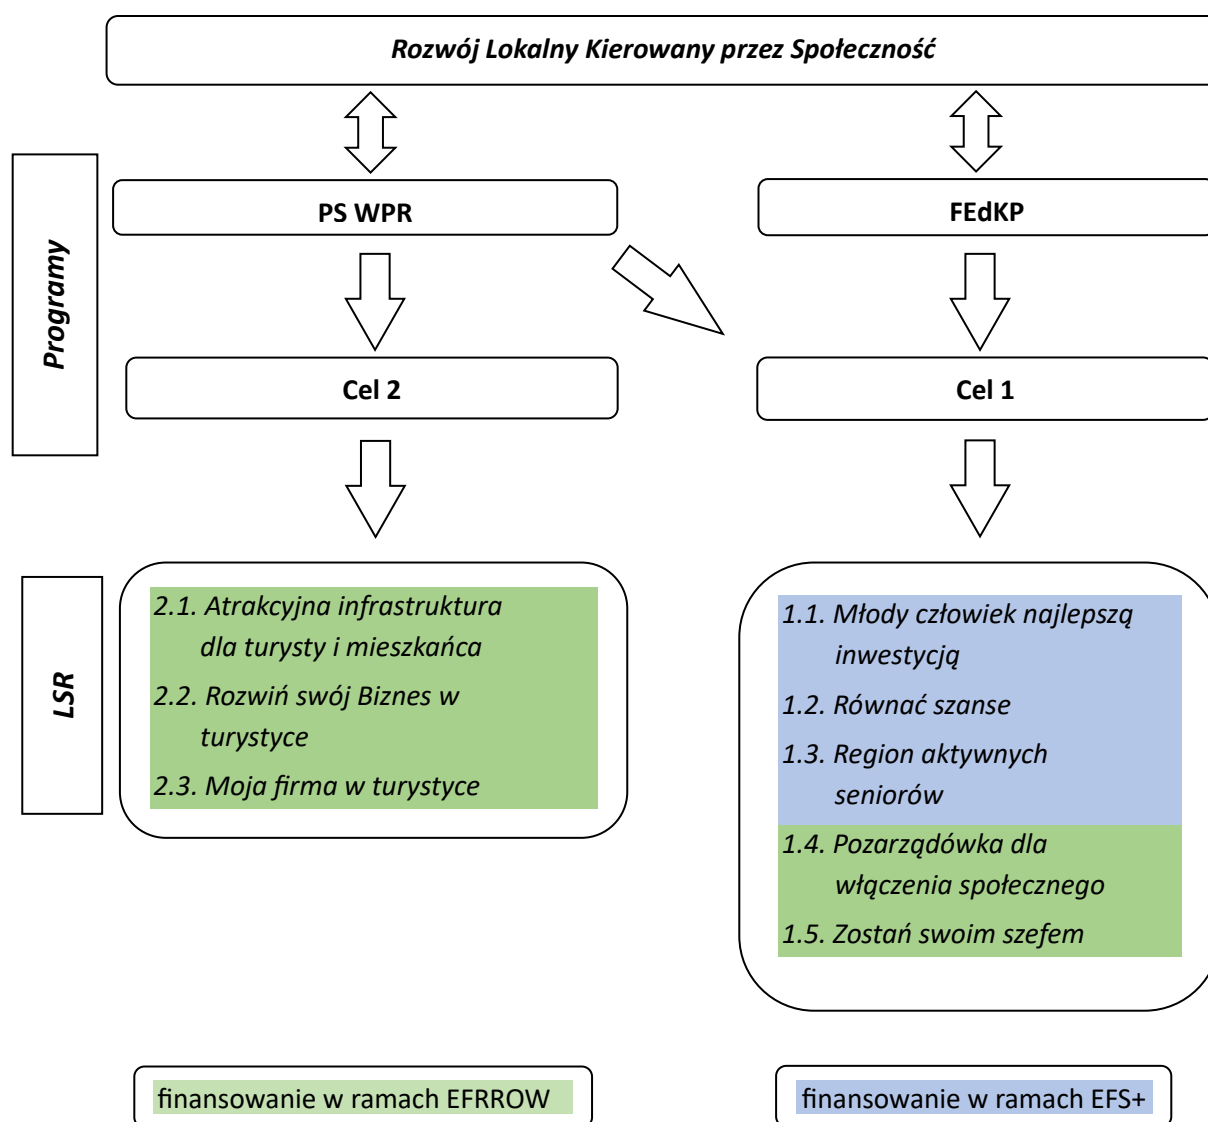 Rozwój Lokalny Kierowany przez Społeczność
Programy
PS WPR
FEdKP
Cel 2
Cel 1
LSR
2.1. Atrakcyjna infrastruktura
dla turysty i mieszkańca
2.2. Rozwiń swój Biznes w
turystyce
2.3. Moja firma w turystyce
1.1. Młody człowiek najlepszą
inwestycją
1.2. Równać szanse
1.3. Region aktywnych
seniorów
1.4. Pozarządówka dla
włączenia społecznego
1.5. Zostań swoim szefem
finansowanie w ramach EFRROW
finansowanie w ramach EFS+